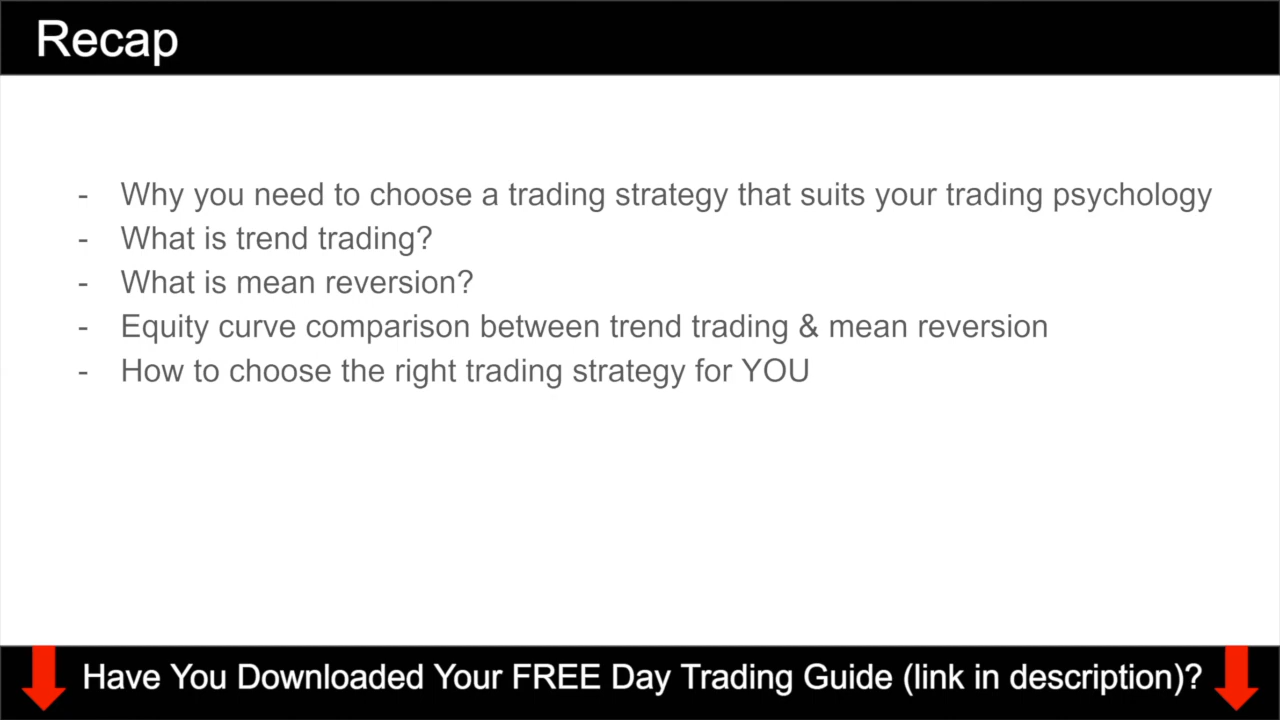 Recap
- Why you need to choose a trading strategy that suits your trading psychology
- What is trend trading?
- What is mean reversion?
- Equity curve comparison between trend trading & mean reversion
- How to choose the right trading strategy for YOU
Have You Downloaded Your FREE Day Trading Guide (link in description)?